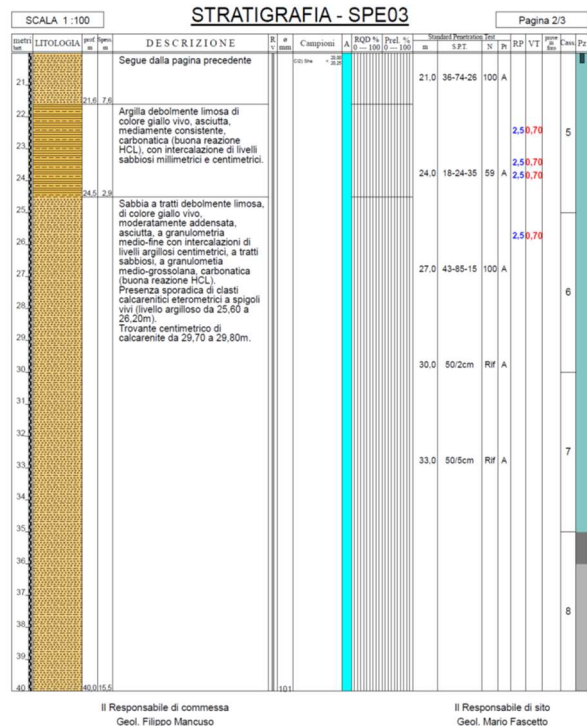 SCALA 1 :100
STRATIGRAFIA - SPE03
Pagina 2/3
metri LITOLOGIA prof. Spess. DESCRIZIONE R Ø Campioni A RQD % Prel. % Standard Penetration Test RP VT Cass. Pz
batt. m m v mm 0 --- 100 0 --- 100 m S.P.T. N Pt
Segue dalla pagina precedente
21,0 36-74-26 100 A
21
21,6 7,6
22
Argilla debolmente limosa di
colore giallo vivo, asciutta,
mediamente consistente,
carbonatica (buona reazione
HCL), con intercalazione di livelli
sabbiosi millimetrici e centimetrici.
2,5 0,70
5
23
2,5 0,70
24,0 18-24-35 59 A 2,5 0,70
24
24,5 2,9
25
Sabbia a tratti debolmente limosa,
di colore giallo vivo,
moderatamente addensata,
asciutta, a granulometria
medio-fine con intercalazioni di
livelli argillosi centimetrici, a tratti
sabbiosi, a granulometia
medio-grossolana, carbonatica
(buona reazione HCL).
Presenza sporadica di clasti
calcarenitici eterometrici a spigoli
vivi (livello argilloso da 25,60 a
26,20m).
Trovante centimetrico di
calcarenite da 29,70 a 29,80m.
2,5 0,70
26
27,0 43-85-15 100 A
27
6
28
29
30,0 50/2cm Rif A
30
31
32
7
33,0 50/5cm Rif A
33
34
35
36
37
8
38
39
40 40,0 15,5 101
Il Responsabile di commessa
Geol. Filippo Mancuso
Il Responsabile di sito
Geol. Mario Fascetto